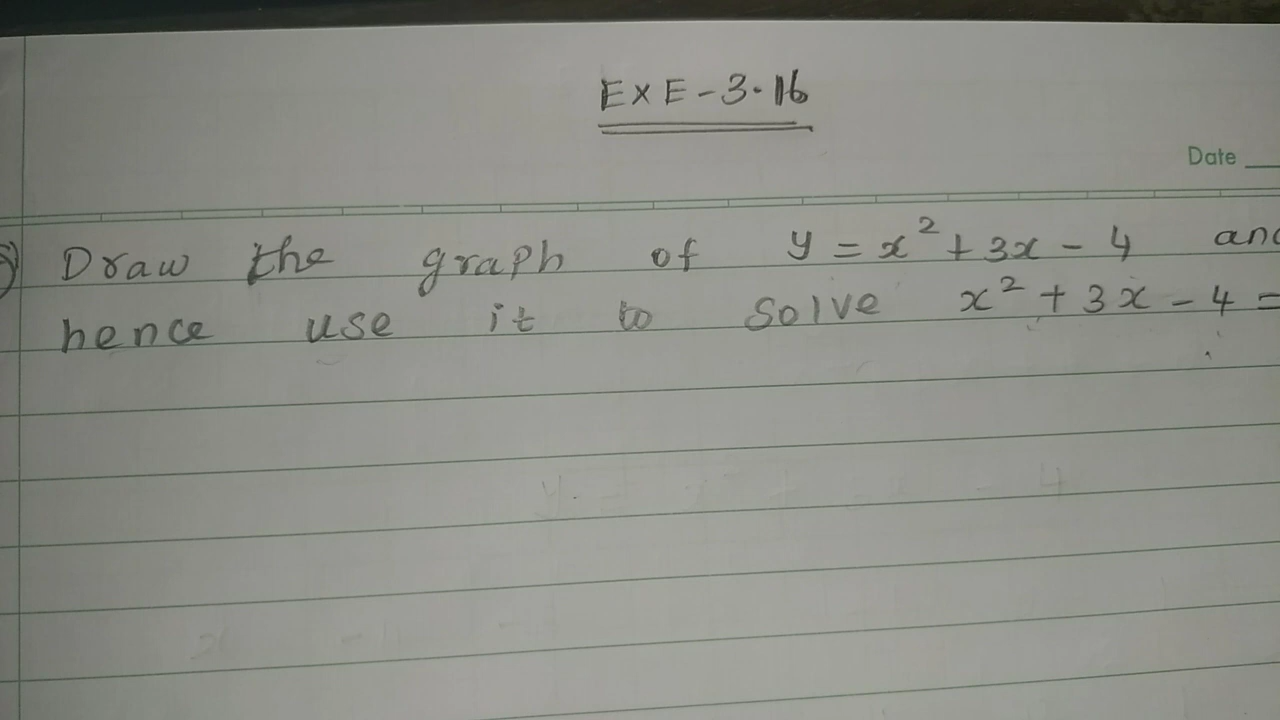 EXE-3.16
Date
Draw the graph of y = x² + 3x - 4 and
hence use it to solve x² + 3x - 4 =